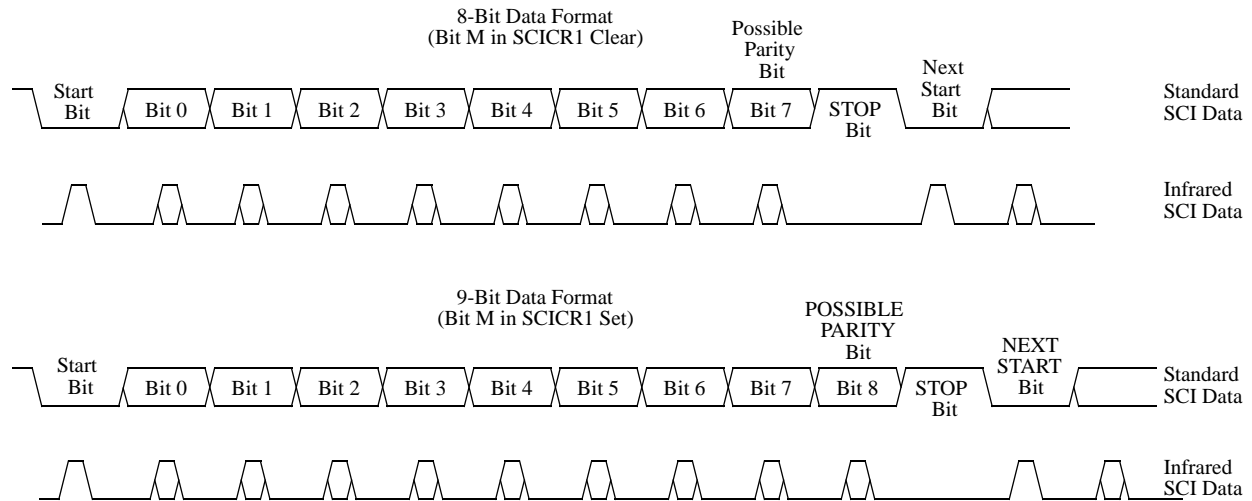 8-Bit Data Format
(Bit M in SCICR1 Clear)
Possible
Parity
Bit
Start
Bit
Bit 0
Bit 1
Bit 2
Bit 3
Bit 4
Bit 5
Bit 6
Bit 7
STOP
Bit
Next
Start
Bit
Standard
SCI Data
Infrared
SCI Data
9-Bit Data Format
(Bit M in SCICR1 Set)
POSSIBLE
PARITY
Bit
Start
Bit
Bit 0
Bit 1
Bit 2
Bit 3
Bit 4
Bit 5
Bit 6
Bit 7
Bit 8
STOP
Bit
NEXT
START
Bit
Standard
SCI Data
Infrared
SCI Data